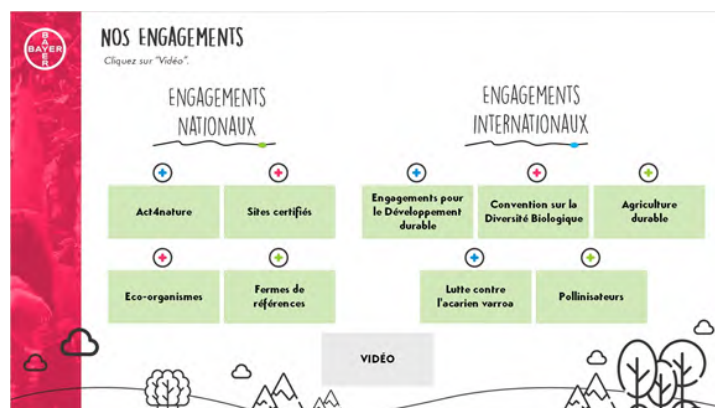 BAYER
BAYER
NOS ENGAGEMENTS
Cliquez sur "Vidéo".
ENGAGEMENTS
NATIONAUX
ENGAGEMENTS
INTERNATIONAUX
Act4nature
Sites certifiés
Engagements pour
le Développement
durable
Convention sur la
Diversité Biologique
Agriculture
durable
Eco-organismes
Fermes de
références
Lutte contre
l'acarien varroa
Pollinisateurs
VIDÉO